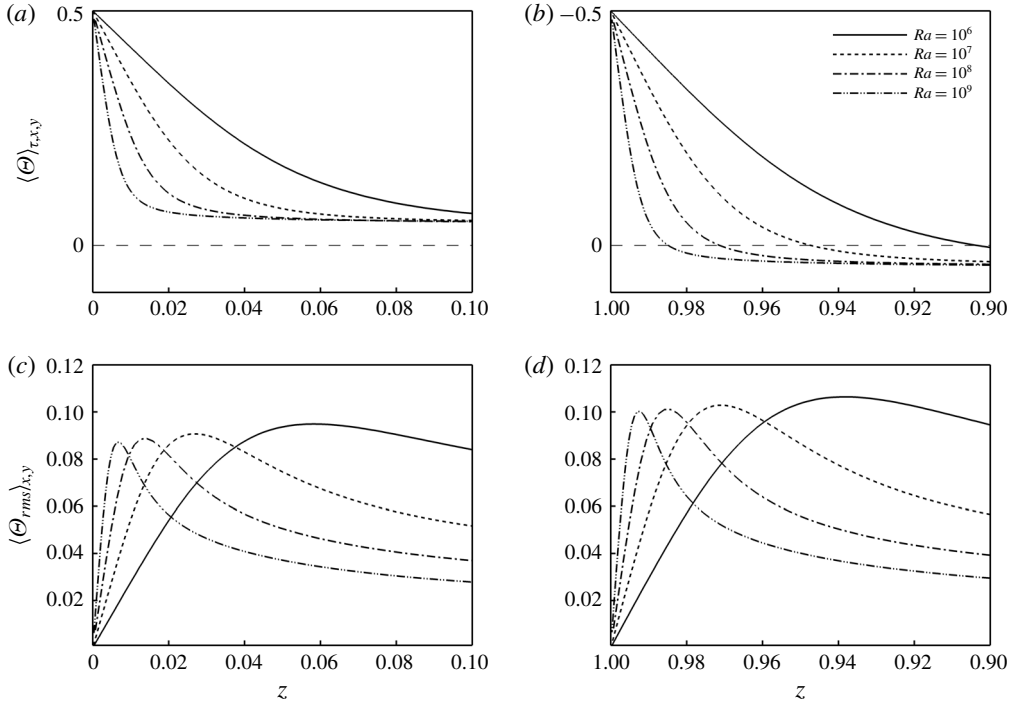 (a)
0.5
0
⟨Θ⟩τ,x,y
0 0.02 0.04 0.06 0.08 0.10
(b)
−0.5
0
Ra = 10⁶
Ra = 10⁷
Ra = 10⁸
Ra = 10⁹
1.00 0.98 0.96 0.94 0.92 0.90
(c)
0.12
0.10
0.08
0.06
0.04
0.02
⟨Θrms⟩x,y
0 0.02 0.04 0.06 0.08 0.10
z
(d)
0.12
0.10
0.08
0.06
0.04
0.02
1.00 0.98 0.96 0.94 0.92 0.90
z